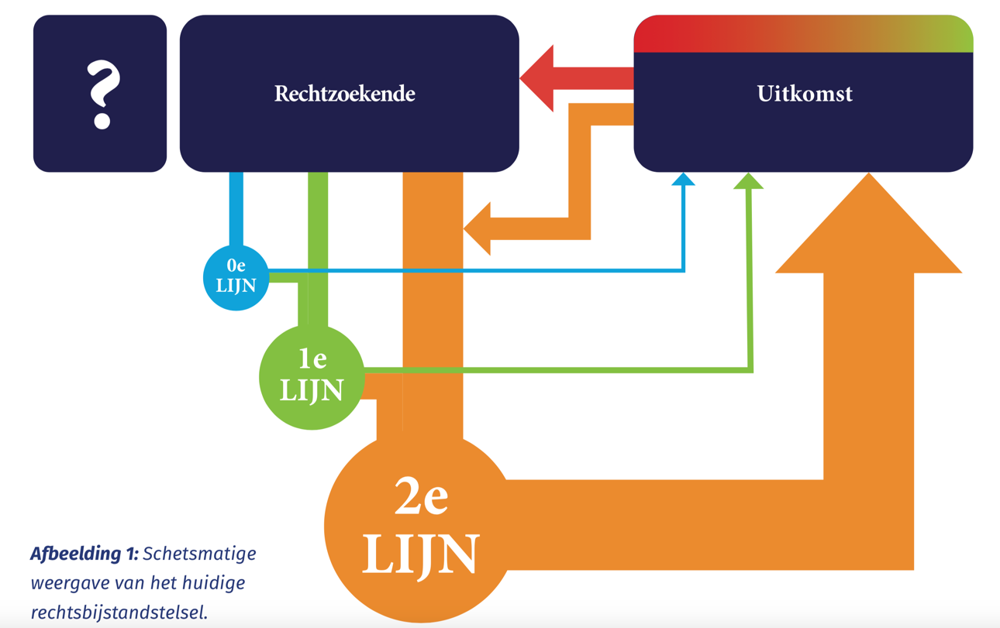 ?
Rechtzoekende
Uitkomst
0e
LIJN
1e
LIJN
2e
LIJN
Afbeelding 1: Schetsmatige
weergave van het huidige
rechtsbijstandstelsel.